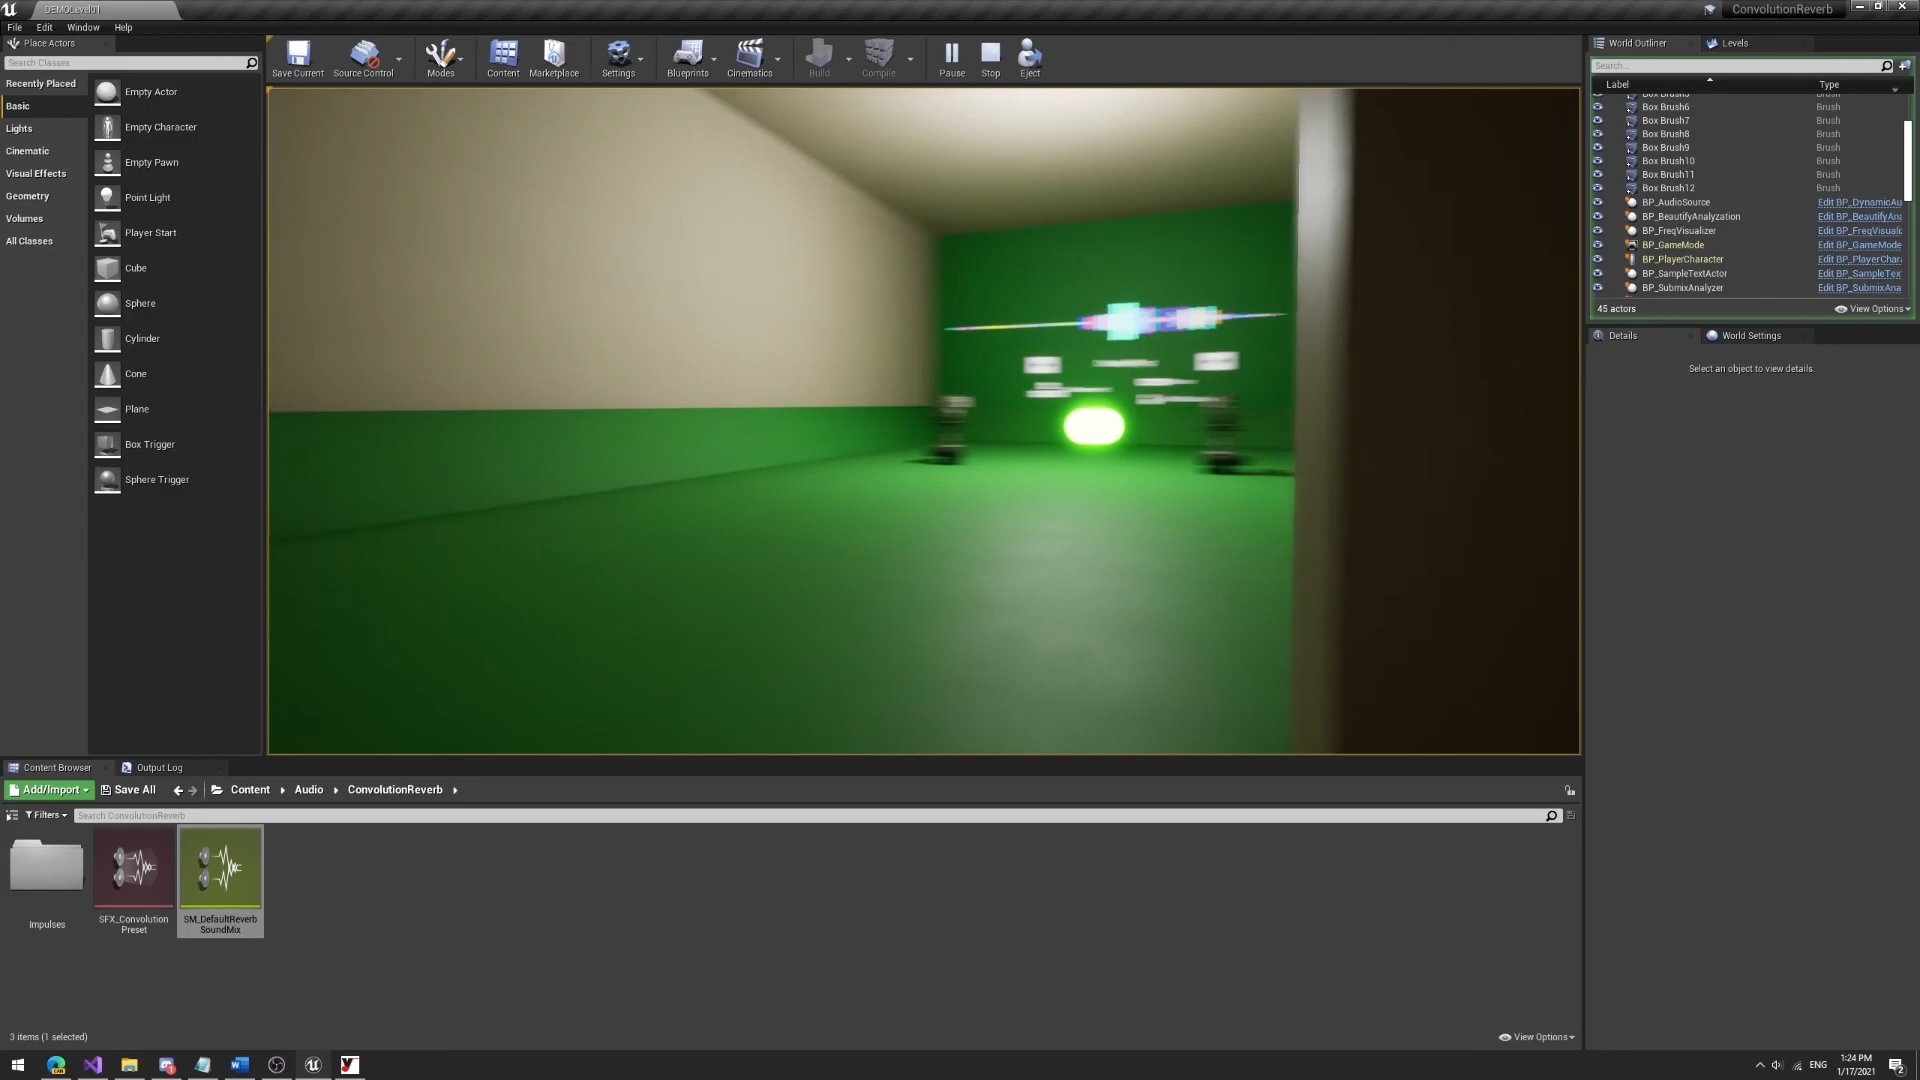 DEMOLevel01
ConvolutionReverb
File Edit Window Help
Place Actors
Search Classes
Recently Placed
Basic
Lights
Cinematic
Visual Effects
Geometry
Volumes
All Classes
Empty Actor
Empty Character
Empty Pawn
Point Light
Player Start
Cube
Sphere
Cylinder
Cone
Plane
Box Trigger
Sphere Trigger
Save Current Source Control Modes Content Marketplace Settings Blueprints Cinematics Build Compile Pause Stop Eject
World Outliner Levels
Search...
Label Type
Box Brush5 Brush
Box Brush6 Brush
Box Brush7 Brush
Box Brush8 Brush
Box Brush9 Brush
Box Brush10 Brush
Box Brush11 Brush
Box Brush12 Brush
BP_AudioSource Edit BP_DynamicAu
BP_BeautifyAnalyzation Edit BP_BeautifyAna
BP_FreqVisualizer Edit BP_FreqVisuali
BP_GameMode Edit BP_GameMode
BP_PlayerCharacter Edit BP_PlayerChar
BP_SampleTextActor Edit BP_SampleTex
BP_SubmixAnalyzer Edit BP_SubmixAna
45 actors View Options
Details World Settings
Select an object to view details.
Content Browser Output Log
Add/Import Save All Content Audio ConvolutionReverb
Filters Search ConvolutionReverb
Impulses
SFX_Convolution
Preset
SM_DefaultReverb
SoundMix
3 items (1 selected) View Options
ENG
1:24 PM
1/17/2021